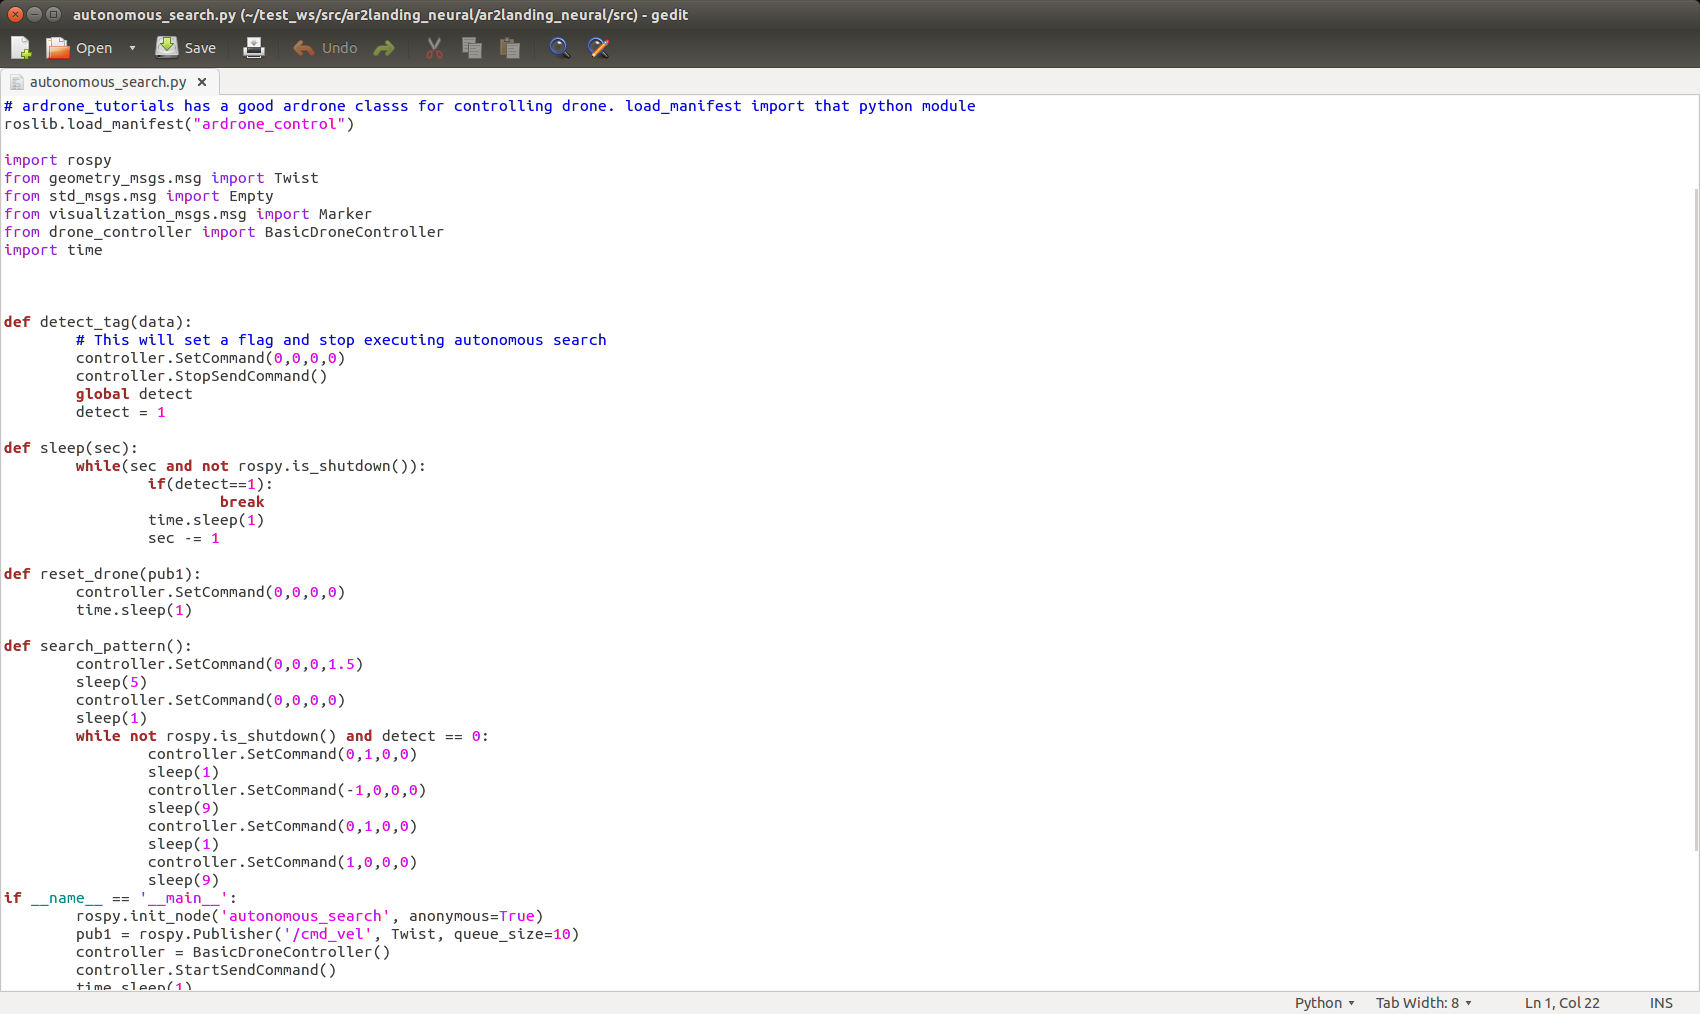 autonomous_search.py (~/test_ws/src/ar2landing_neural/ar2landing_neural/src) - gedit
Open Save Undo
autonomous_search.py
# ardrone_tutorials has a good ardrone classs for controlling drone. load_manifest import that python module
roslib.load_manifest("ardrone_control")
import rospy
from geometry_msgs.msg import Twist
from std_msgs.msg import Empty
from visualization_msgs.msg import Marker
from drone_controller import BasicDroneController
import time
def detect_tag(data):
# This will set a flag and stop executing autonomous search
controller.SetCommand(0,0,0,0)
controller.StopSendCommand()
global detect
detect = 1
def sleep(sec):
while(sec and not rospy.is_shutdown()):
if(detect==1):
break
time.sleep(1)
sec -= 1
def reset_drone(pub1):
controller.SetCommand(0,0,0,0)
time.sleep(1)
def search_pattern():
controller.SetCommand(0,0,0,1.5)
sleep(5)
controller.SetCommand(0,0,0,0)
sleep(1)
while not rospy.is_shutdown() and detect == 0:
controller.SetCommand(0,1,0,0)
sleep(1)
controller.SetCommand(-1,0,0,0)
sleep(9)
controller.SetCommand(0,1,0,0)
sleep(1)
controller.SetCommand(1,0,0,0)
sleep(9)
if __name__ == '__main__':
rospy.init_node('autonomous_search', anonymous=True)
pub1 = rospy.Publisher('/cmd_vel', Twist, queue_size=10)
controller = BasicDroneController()
controller.StartSendCommand()
time.sleep(1)
Python Tab Width: 8 Ln 1, Col 22 INS